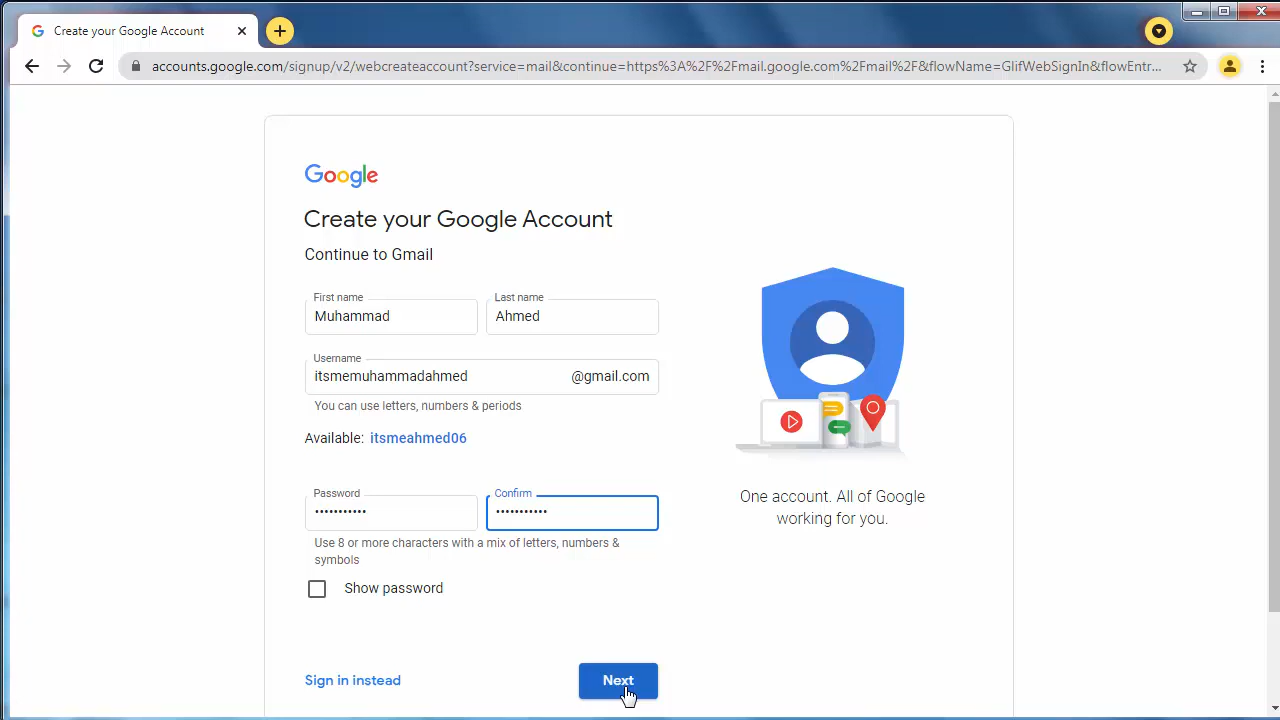 Create your Google Account
accounts.google.com/signup/v2/webcreateaccount?service=mail&continue=https%3A%2F%2Fmail.google.com%2Fmail%2F&flowName=GlifWebSignIn&flowEntr...
Google
Create your Google Account
Continue to Gmail
First name
Last name
Muhammad
Ahmed
Username
itsmemuhammadahmed
@gmail.com
You can use letters, numbers & periods
Available: itsmeahmed06
Password
Confirm
•••••••••••
•••••••••••
Use 8 or more characters with a mix of letters, numbers &
symbols
Show password
Sign in instead
Next
One account. All of Google
working for you.